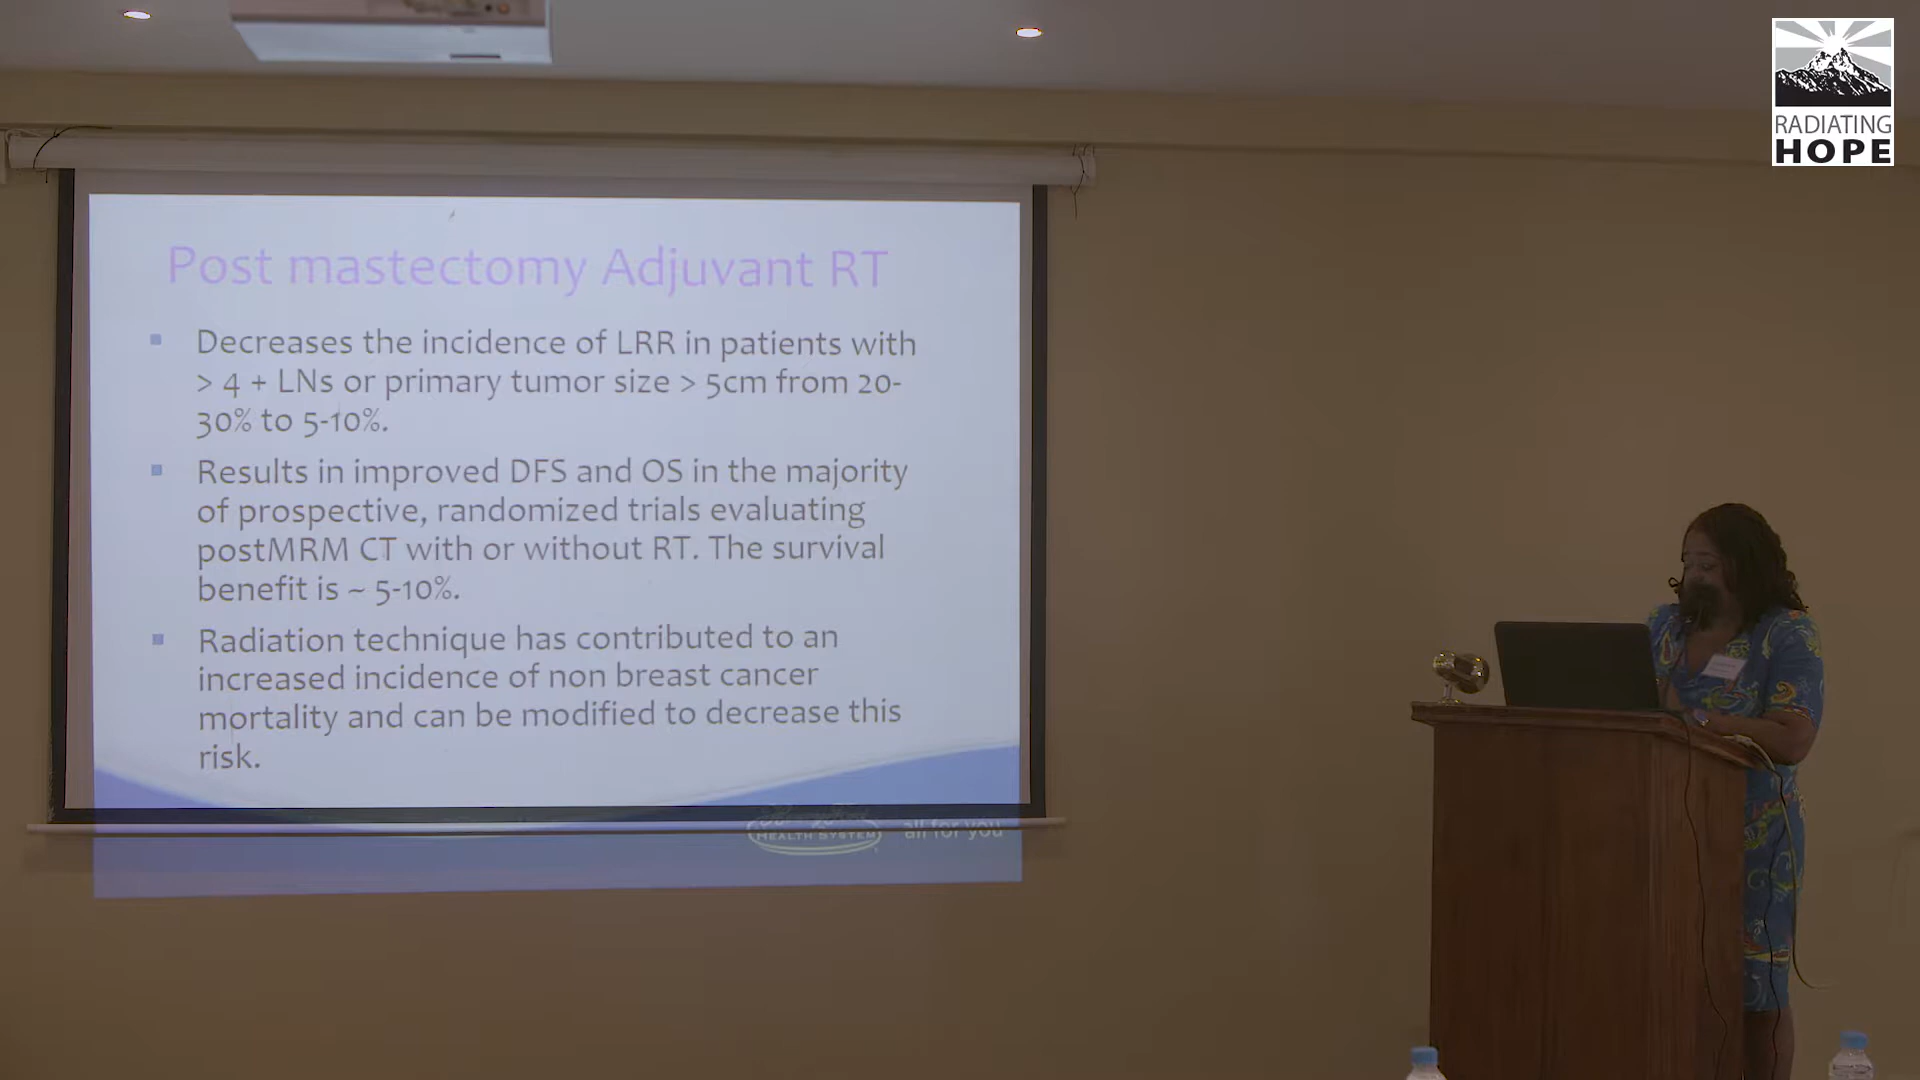 RADIATING
HOPE
Post mastectomy Adjuvant RT
Decreases the incidence of LRR in patients with
> 4 + LNs or primary tumor size > 5cm from 20-
30% to 5-10%.
Results in improved DFS and OS in the majority
of prospective, randomized trials evaluating
postMRM CT with or without RT. The survival
benefit is ~ 5-10%.
Radiation technique has contributed to an
increased incidence of non breast cancer
mortality and can be modified to decrease this
risk.
HEALTH SYSTEM
all for you